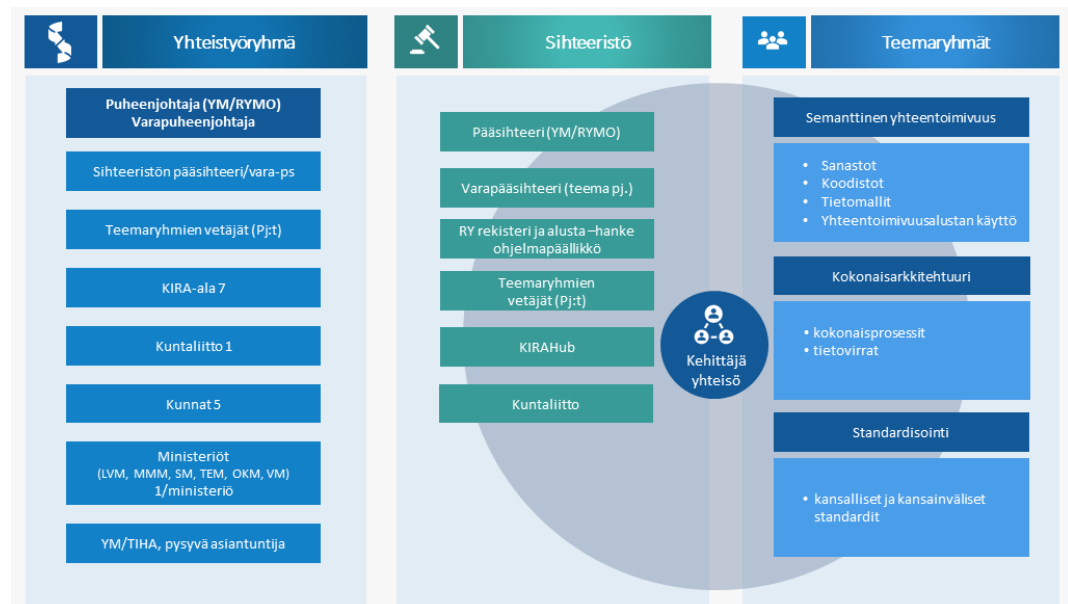 Yhteistyöryhmä
Puheenjohtaja (YM/RYMO)
Varapuheenjohtaja
Sihteeristön pääsihteeri/vara-ps
Teemaryhmien vetäjät (Pj:t)
KIRA-ala 7
Kuntaliitto 1
Kunnat 5
Ministeriöt
(LVM, MMM, SM, TEM, OKM, VM)
1/ministeriö
YM/TIHA, pysyvä asiantuntija
Sihteeristö
Pääsihteeri (YM/RYMO)
Varapääsihteeri (teema pj.)
RY rekisteri ja alusta –hanke
ohjelmapäällikkö
Teemaryhmien
vetäjät (Pj:t)
KIRAHub
Kuntaliitto
Kehittäjä
yhteisö
Teemaryhmät
Semanttinen yhteentoimivuus
• Sanastot
• Koodistot
• Tietomallit
• Yhteentoimivuusalustan käyttö
Kokonaisarkkitehtuuri
• kokonaisprosessit
• tietovirrat
Standardisointi
• kansalliset ja kansainväliset
standardit